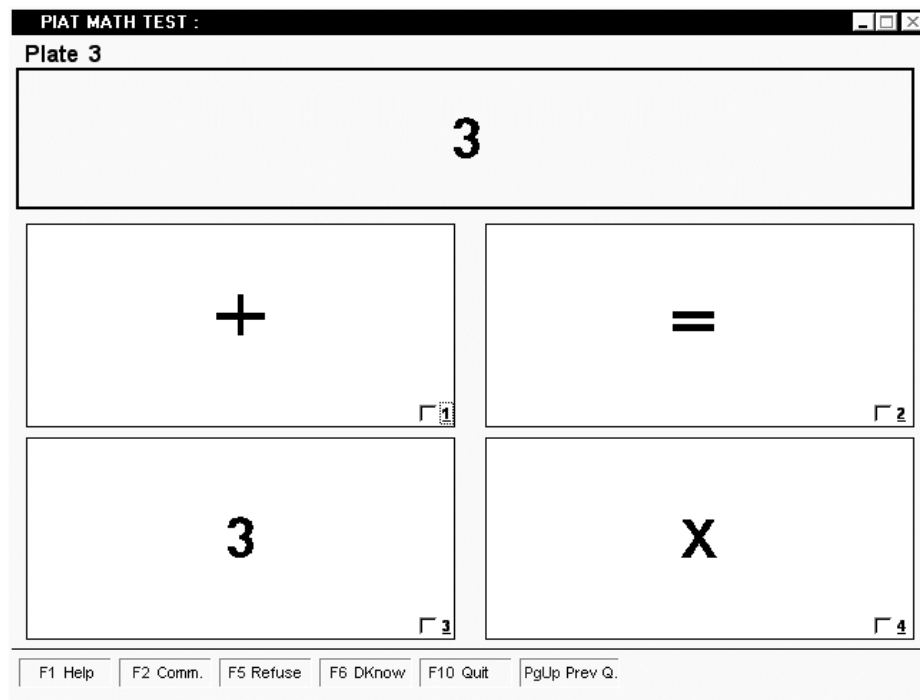 PIAT MATH TEST :
Plate 3
3
+
=
1
2
3
X
3
4
F1 Help F2 Comm. F5 Refuse F6 DKnow F10 Quit PgUp Prev Q.